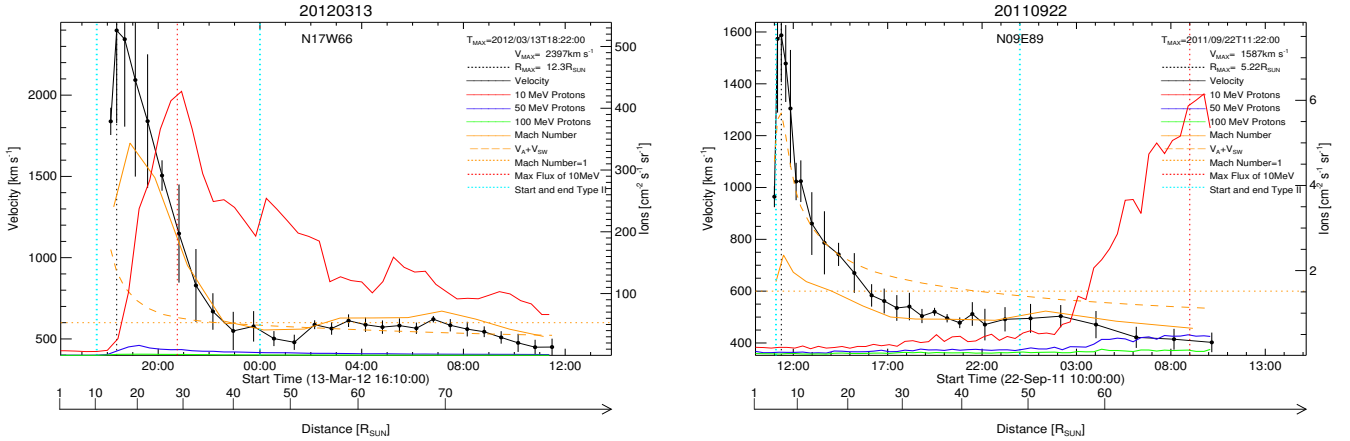 20120313
N17W66
T_MAX=2012/03/13T18:22:00
V_MAX= 2397km s⁻¹
R_MAX= 12.3R_SUN
Velocity
10 MeV Protons
50 MeV Protons
100 MeV Protons
Mach Number
V_A+V_SW
Mach Number=1
Max Flux of 10MeV
Start and end Type II
Velocity [km s⁻¹]
2000
1500
1000
500
500
400
300
200
100
Ions [cm⁻² s⁻¹ sr⁻¹]
20:00 00:00 04:00 08:00 12:00
Start Time (13-Mar-12 16:10:00)
1 10 20 30 40 50 60 70
Distance [R_SUN]
20110922
N09E89
T_MAX=2011/09/22T11:22:00
V_MAX= 1587km s⁻¹
R_MAX= 5.22R_SUN
Velocity
10 MeV Protons
50 MeV Protons
100 MeV Protons
Mach Number
V_A+V_SW
Mach Number=1
Max Flux of 10MeV
Start and end Type II
Velocity [km s⁻¹]
1600
1400
1200
1000
800
600
400
6
4
2
Ions [cm⁻² s⁻¹ sr⁻¹]
12:00 17:00 22:00 03:00 08:00 13:00
Start Time (22-Sep-11 10:00:00)
1 10 20 30 40 50 60
Distance [R_SUN]